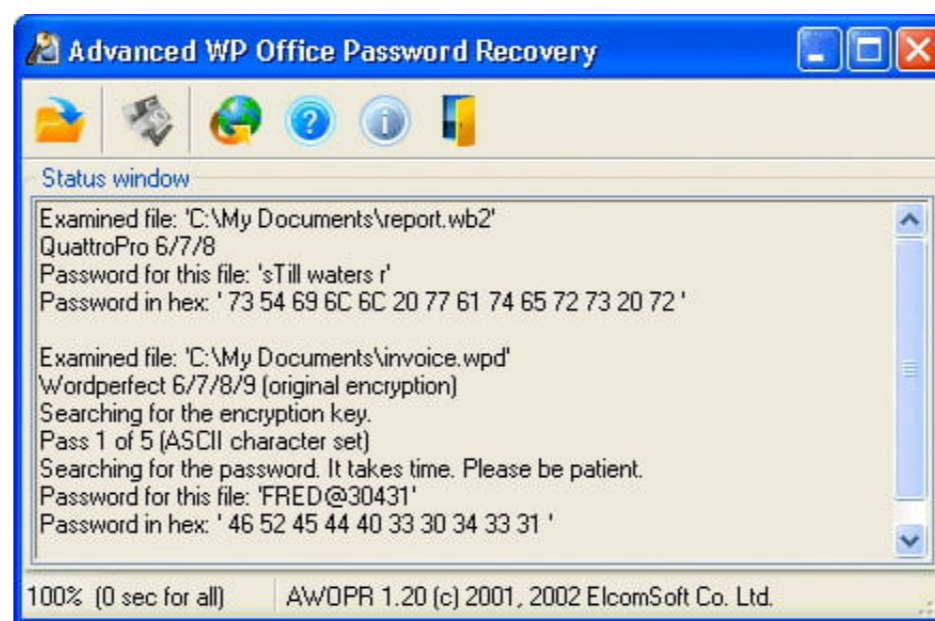 Advanced WP Office Password Recovery
Status window
Examined file: 'C:\My Documents\report.wb2'
QuattroPro 6/7/8
Password for this file: 'sTill waters r'
Password in hex: ' 73 54 69 6C 6C 20 77 61 74 65 72 73 20 72 '
Examined file: 'C:\My Documents\invoice.wpd'
Wordperfect 6/7/8/9 (original encryption)
Searching for the encryption key.
Pass 1 of 5 (ASCII character set)
Searching for the password. It takes time. Please be patient.
Password for this file: 'FRED@30431'
Password in hex: ' 46 52 45 44 40 33 30 34 33 31 '
100% (0 sec for all) AWOPR 1.20 (c) 2001, 2002 ElcomSoft Co. Ltd.